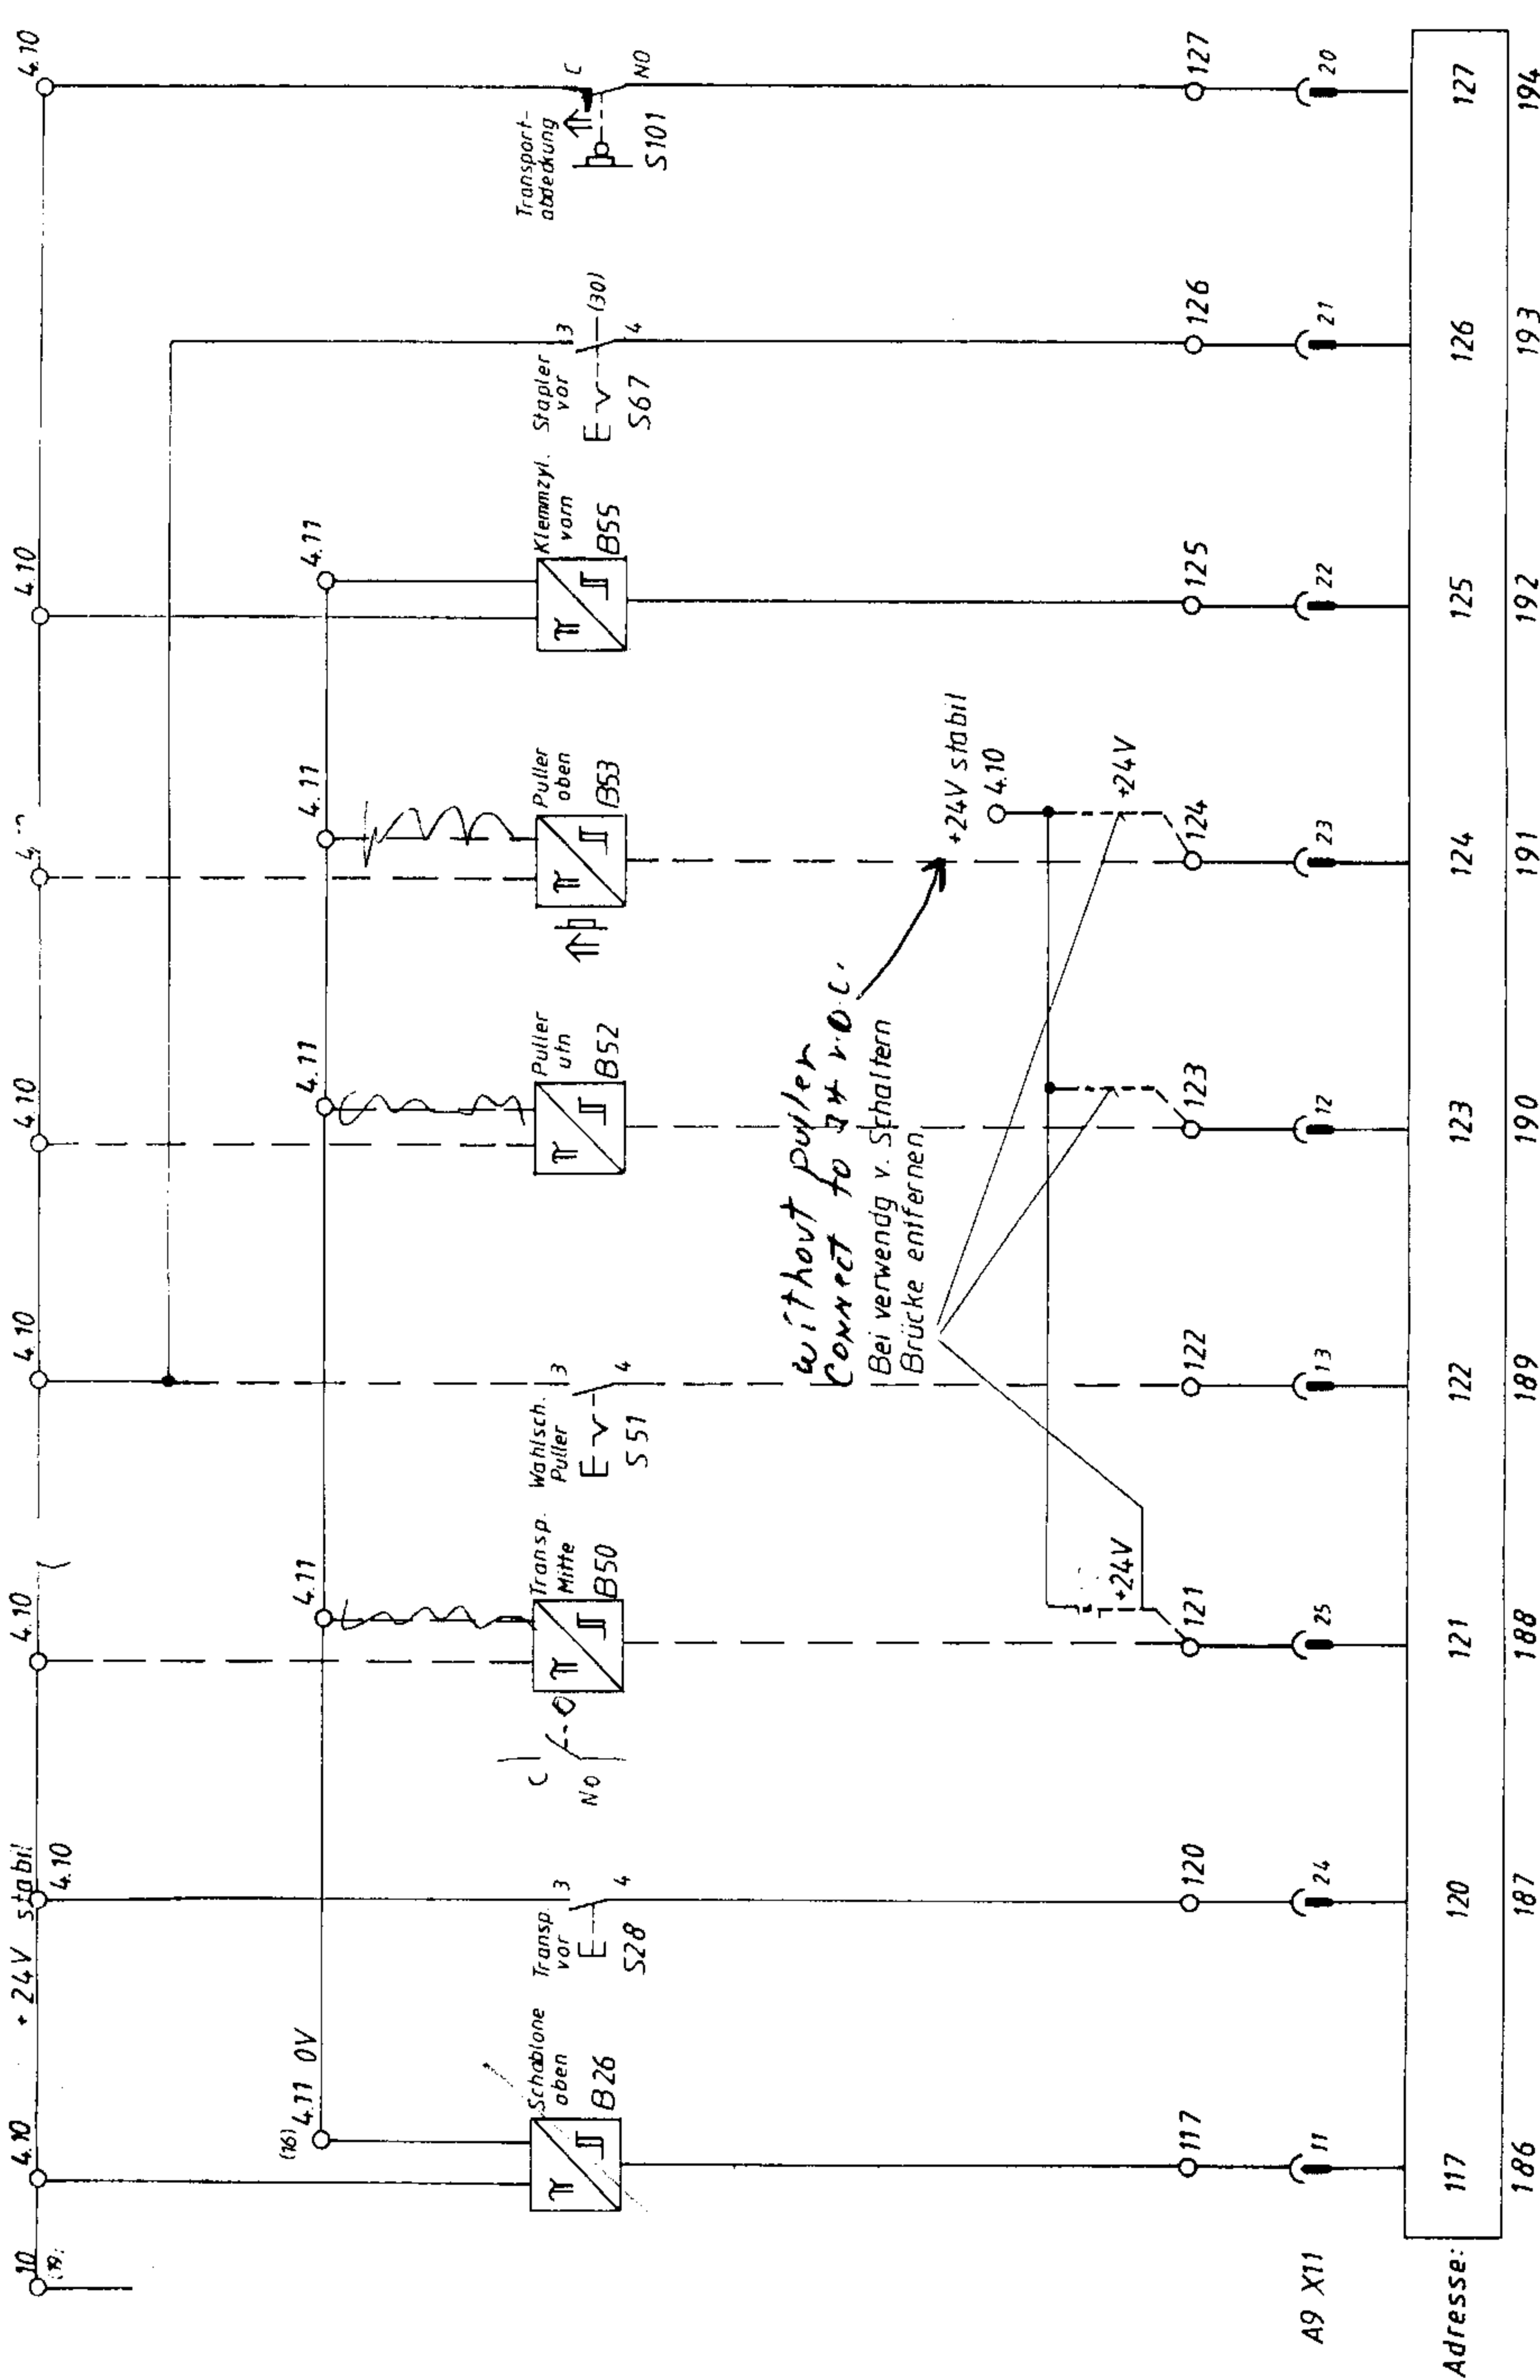 + 24V stabil
10
(19)
4.10
4.10
4.10
4.10
4.10
4.10
4.10
(16) 4.11 0V
4.11
4.11
4.11
4.11
Schablone
oben
B26
Transp.
vor
S28
3
4
C
NO
Transp.
Mitte
B50
Wahlsch.
Puller
S51
3
4
Puller
utn
B52
Puller
oben
B53
Klemmzyl.
vorn
B55
Stapler
vor
S67
3
(30)
4
Transport-
abdeckung
S101
C
NO
without puller
connect to 24 V.D.C.
Bei verwendg v. Schaltern
Brücke entfernen
+24V stabil
4.10
+24V
+24V
117
120
121
122
123
124
125
126
127
A9 X11
11
24
25
13
12
23
22
21
20
Adresse:
117
120
121
122
123
124
125
126
127
186
187
188
189
190
191
192
193
194